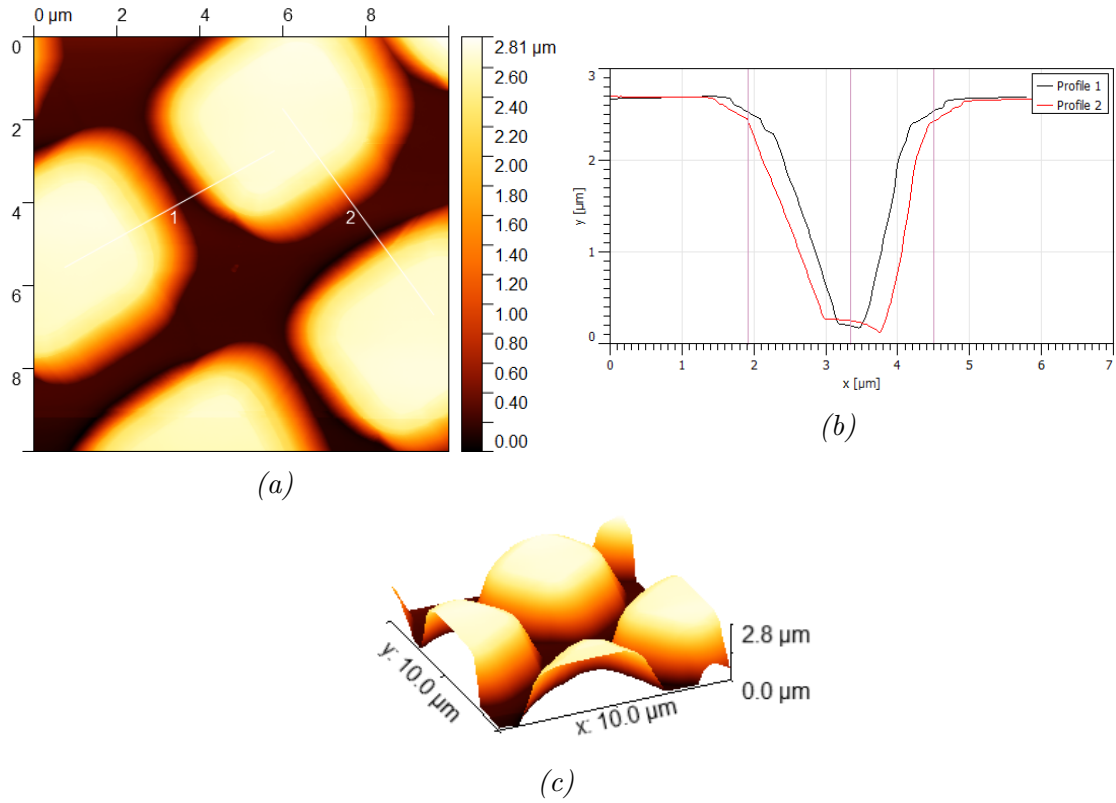 0 µm 2 4 6 8
0
2
4
6
8
1
2
2.81 µm
2.60
2.40
2.20
2.00
1.80
1.60
1.40
1.20
1.00
0.80
0.60
0.40
0.00
(a)
3
2
1
0
y [µm]
0 1 2 3 4 5 6 7
x [µm]
Profile 1
Profile 2
(b)
y: 10.0 µm
x: 10.0 µm
2.8 µm
0.0 µm
(c)